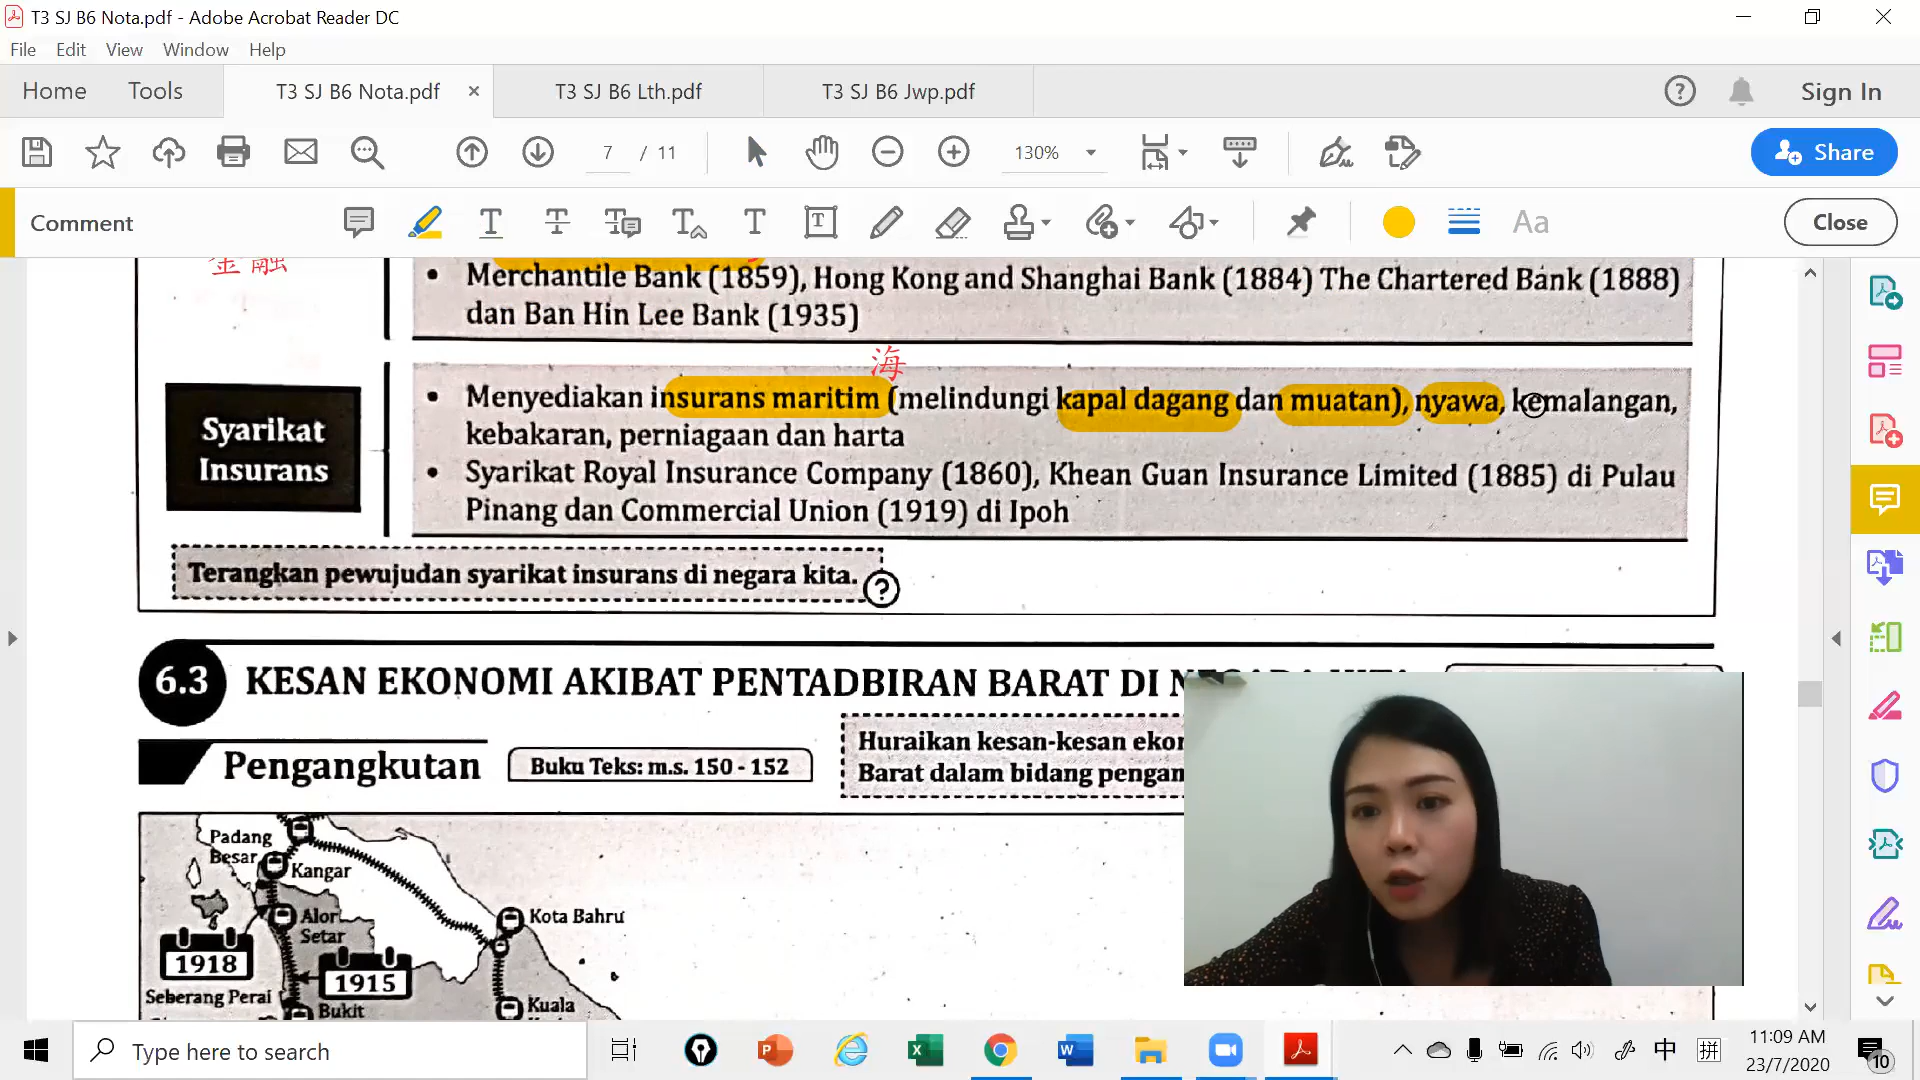 T3 SJ B6 Nota.pdf - Adobe Acrobat Reader DC
File Edit View Window Help
Home Tools T3 SJ B6 Nota.pdf × T3 SJ B6 Lth.pdf T3 SJ B6 Jwp.pdf Sign In
7 / 11 130% Share
Comment Aa Close
金融
• Merchantile Bank (1859), Hong Kong and Shanghai Bank (1884) The Chartered Bank (1888)
dan Ban Hin Lee Bank (1935)
海
Syarikat
Insurans
• Menyediakan insurans maritim (melindungi kapal dagang dan muatan), nyawa, kemalangan,
kebakaran, perniagaan dan harta
• Syarikat Royal Insurance Company (1860), Khean Guan Insurance Limited (1885) di Pulau
Pinang dan Commercial Union (1919) di Ipoh
Terangkan pewujudan syarikat insurans di negara kita. ?
6.3 KESAN EKONOMI AKIBAT PENTADBIRAN BARAT DI
Pengangkutan
Buku Teks: m.s. 150 - 152
Huraikan kesan-kesan
Barat dalam bidang
Padang
Besar
Kangar
Alor
Setar
Kota Bahru
1918
1915
Seberang Perai
Bukit
Kuala
Type here to search
中 拼
11:09 AM
23/7/2020
10